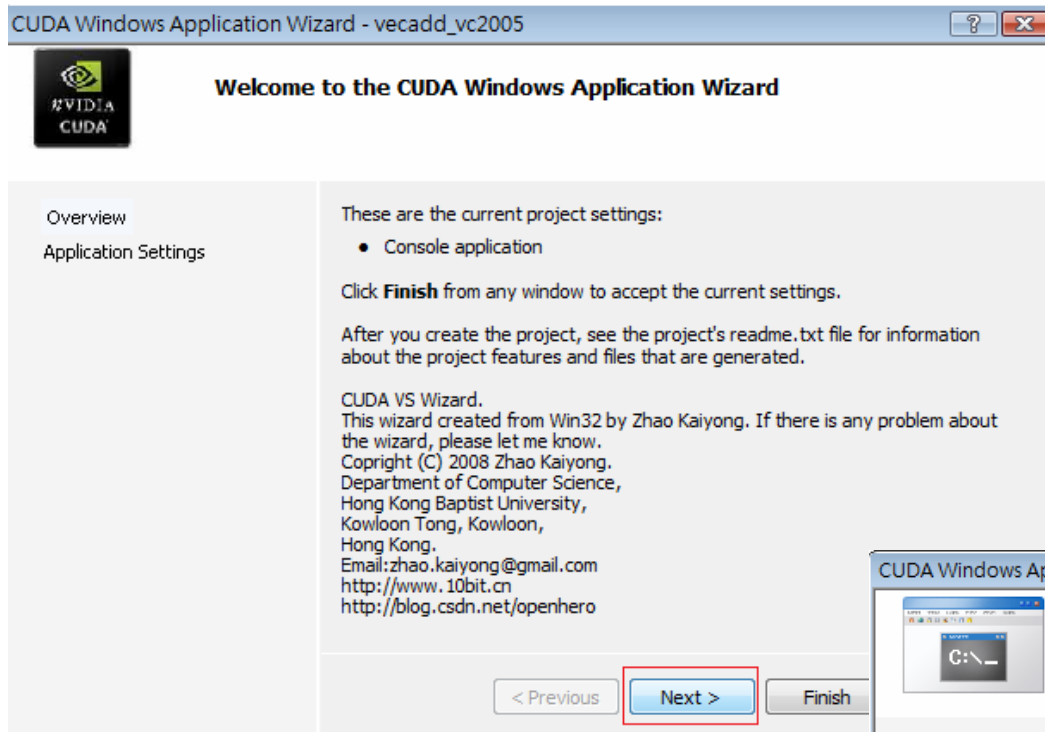 CUDA Windows Application Wizard - vecadd_vc2005
NVIDIA
CUDA
Welcome to the CUDA Windows Application Wizard
Overview
Application Settings
These are the current project settings:
• Console application
Click Finish from any window to accept the current settings.
After you create the project, see the project's readme.txt file for information
about the project features and files that are generated.
CUDA VS Wizard.
This wizard created from Win32 by Zhao Kaiyong. If there is any problem about
the wizard, please let me know.
Copright (C) 2008 Zhao Kaiyong.
Department of Computer Science,
Hong Kong Baptist University,
Kowloon Tong, Kowloon,
Hong Kong.
Email:zhao.kaiyong@gmail.com
http://www.10bit.cn
http://blog.csdn.net/openhero
< Previous
Next >
Finish
CUDA Windows
C:\_